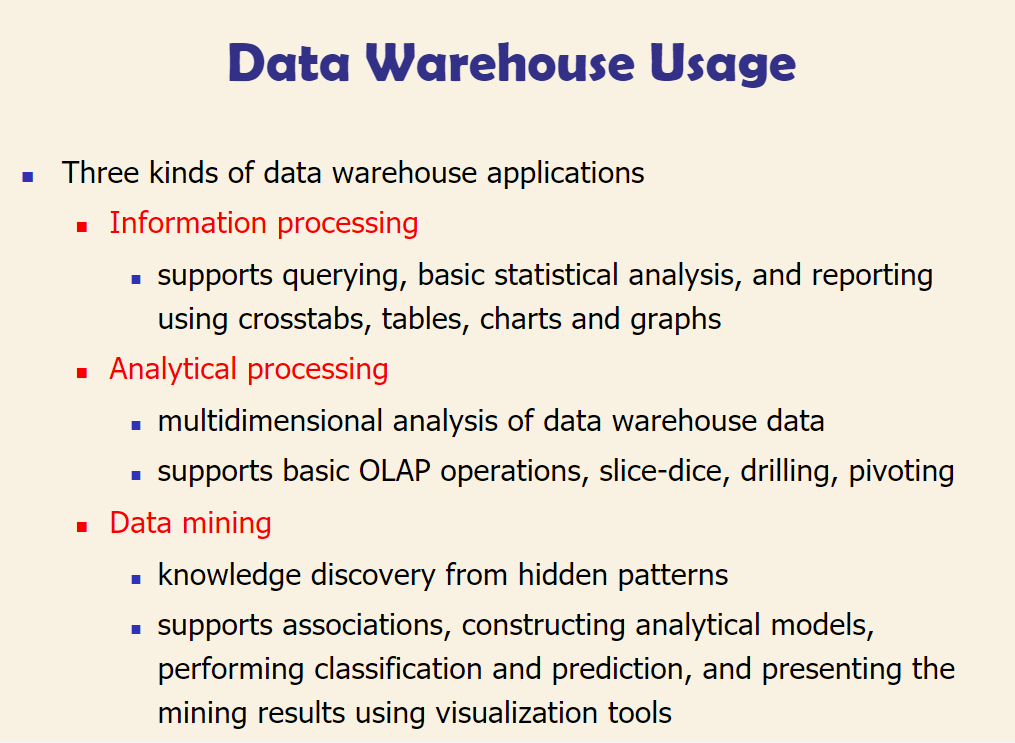 Data Warehouse Usage
Three kinds of data warehouse applications
Information processing
supports querying, basic statistical analysis, and reporting
using crosstabs, tables, charts and graphs
Analytical processing
multidimensional analysis of data warehouse data
supports basic OLAP operations, slice-dice, drilling, pivoting
Data mining
knowledge discovery from hidden patterns
supports associations, constructing analytical models,
performing classification and prediction, and presenting the
mining results using visualization tools